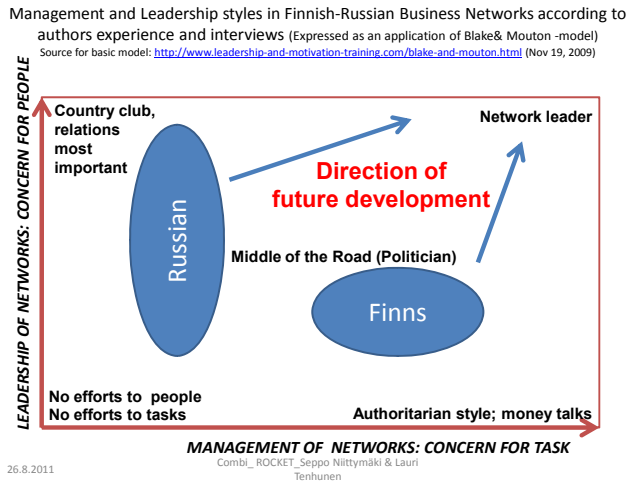 Management and Leadership styles in Finnish-Russian Business Networks according to
authors experience and interviews (Expressed as an application of Blake& Mouton -model)
Source for basic model: http://www.leadership-and-motivation-training.com/blake-and-mouton.html (Nov 19, 2009)
LEADERSHIP OF NETWORKS: CONCERN FOR PEOPLE
Country club,
relations
most
important
Network leader
Direction of
future development
Russian
Middle of the Road (Politician)
Finns
No efforts to people
No efforts to tasks
Authoritarian style; money talks
MANAGEMENT OF NETWORKS: CONCERN FOR TASK
26.8.2011
Combi_ ROCKET_Seppo Niittymäki & Lauri
Tenhunen